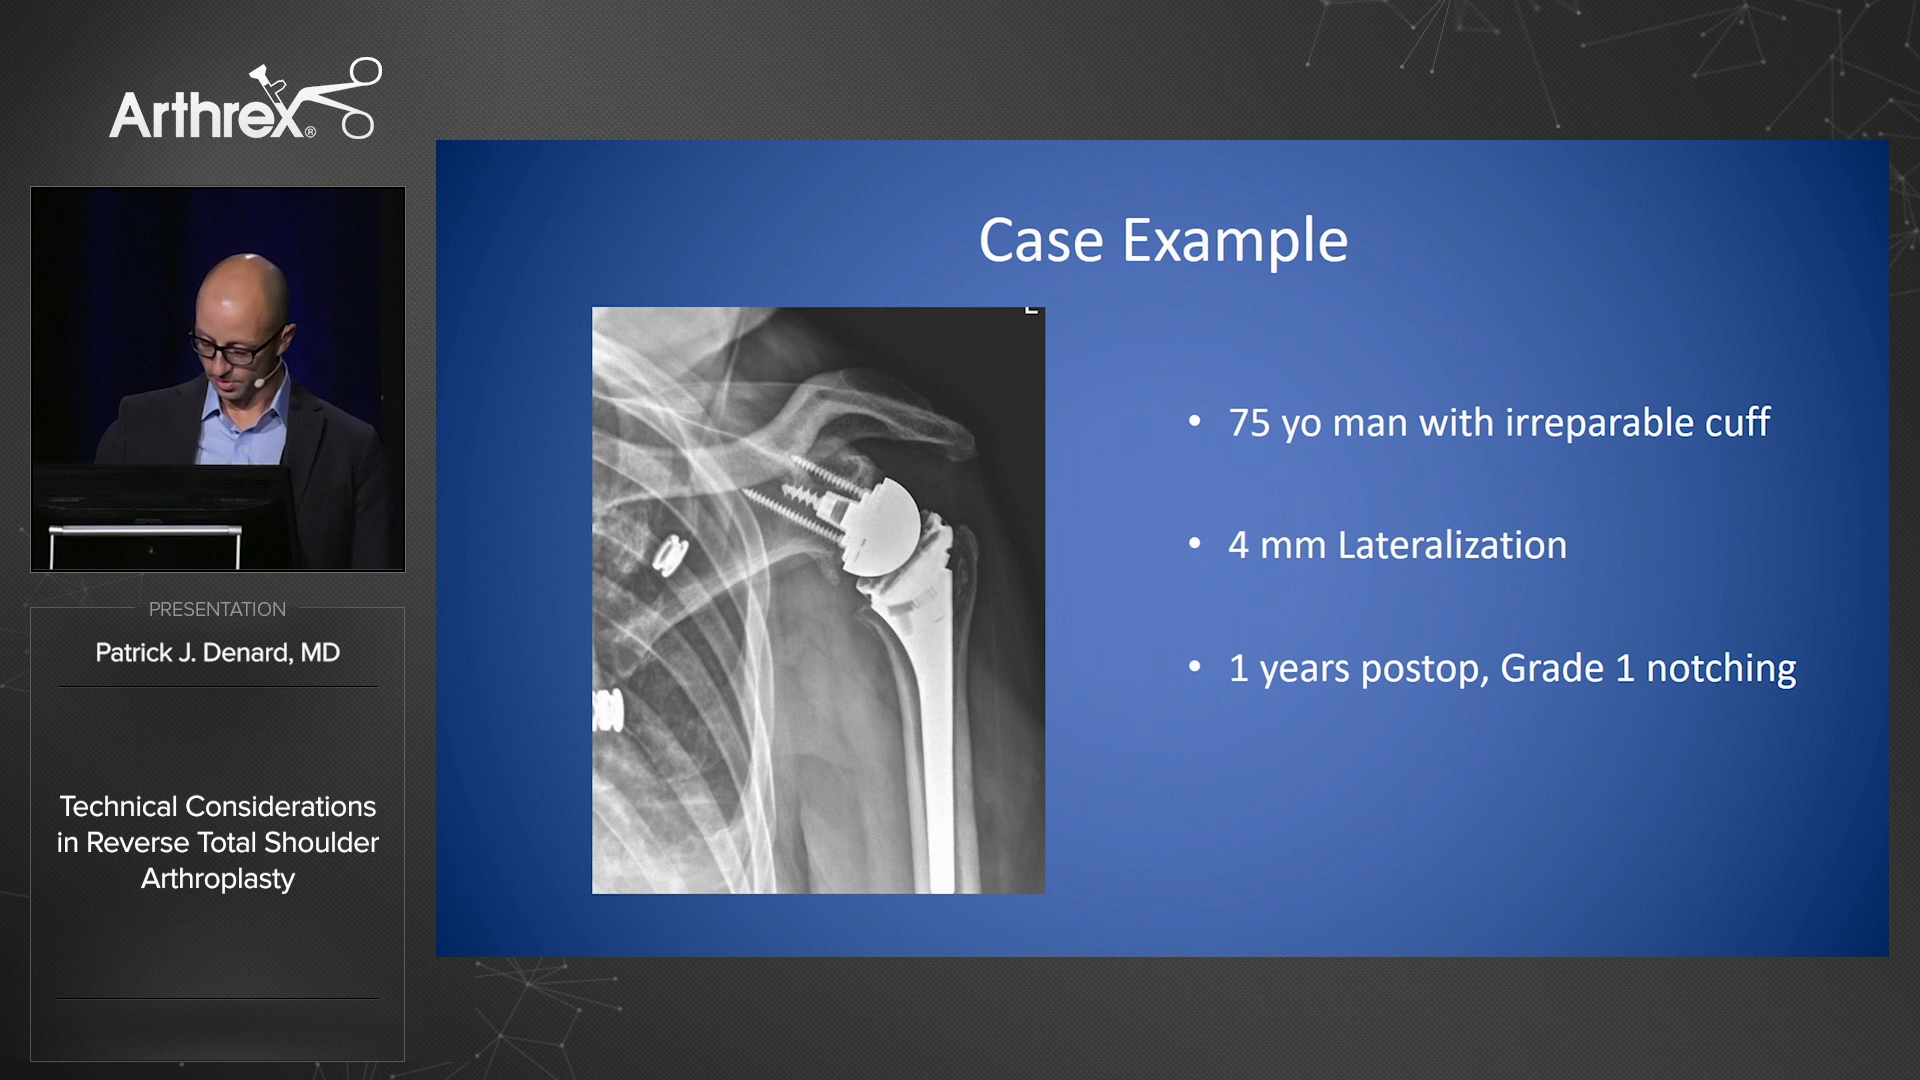 Arthrex®
PRESENTATION
Patrick J. Denard, MD
Technical Considerations
in Reverse Total Shoulder
Arthroplasty
Case Example
• 75 yo man with irreparable cuff
• 4 mm Lateralization
• 1 years postop, Grade 1 notching